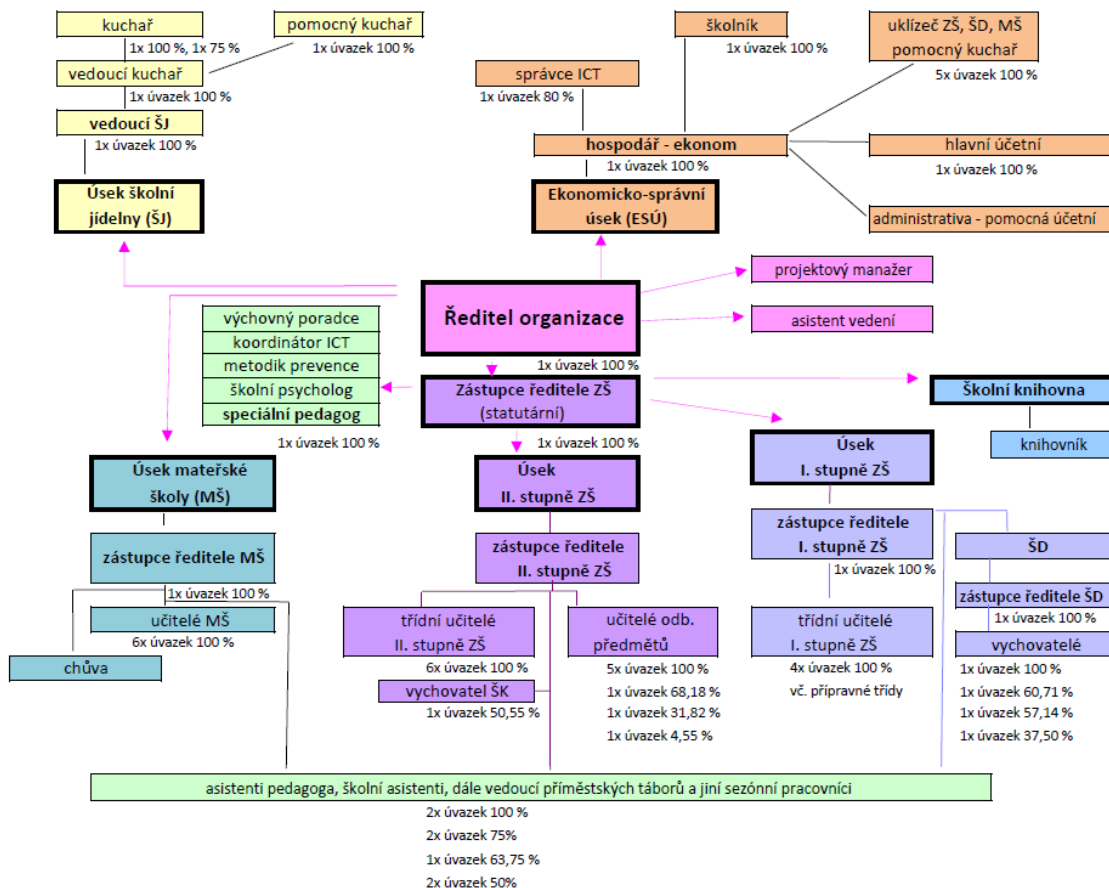 kuchař
1x 100 %, 1x 75 %
pomocný kuchař
1x úvazek 100 %
vedoucí kuchař
1x úvazek 100 %
vedoucí ŠJ
1x úvazek 100 %
Úsek školní
jídelny (ŠJ)
školník
1x úvazek 100 %
uklízeč ZŠ, ŠD, MŠ
pomocný kuchař
5x úvazek 100 %
správce ICT
1x úvazek 80 %
hospodář - ekonom
1x úvazek 100 %
hlavní účetní
1x úvazek 100 %
Ekonomicko-správní
úsek (ESÚ)
administrativa - pomocná účetní
projektový manažer
Ředitel organizace
1x úvazek 100 %
asistent vedení
výchovný poradce
koordinátor ICT
metodik prevence
školní psycholog
speciální pedagog
1x úvazek 100 %
Zástupce ředitele ZŠ
(statutární)
1x úvazek 100 %
Školní knihovna
knihovník
Úsek mateřské
školy (MŠ)
Úsek
II. stupně ZŠ
Úsek
I. stupně ZŠ
zástupce ředitele MŠ
1x úvazek 100 %
učitelé MŠ
6x úvazek 100 %
chůva
zástupce ředitele
II. stupně ZŠ
třídní učitelé
II. stupně ZŠ
6x úvazek 100 %
vychovatel ŠK
1x úvazek 50,55 %
učitelé odb.
předmětů
5x úvazek 100 %
1x úvazek 68,18 %
1x úvazek 31,82 %
1x úvazek 4,55 %
zástupce ředitele
I. stupně ZŠ
1x úvazek 100 %
třídní učitelé
I. stupně ZŠ
4x úvazek 100 %
vč. přípravné třídy
ŠD
zástupce ředitele ŠD
1x úvazek 100 %
vychovatelé
1x úvazek 100 %
1x úvazek 60,71 %
1x úvazek 57,14 %
1x úvazek 37,50 %
asistenti pedagoga, školní asistenti, dále vedoucí příměstských táborů a jiní sezónní pracovníci
2x úvazek 100 %
2x úvazek 75%
1x úvazek 63,75 %
2x úvazek 50%